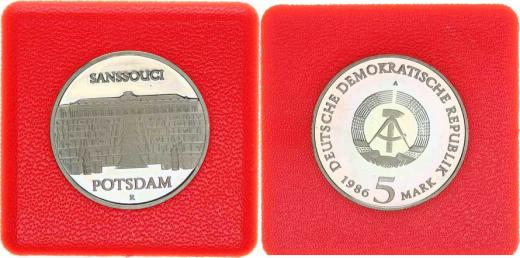 SANSSOUCI
POTSDAM
R
A
DEUTSCHE DEMOKRATISCHE REPUBLIK
1986 5 MARK